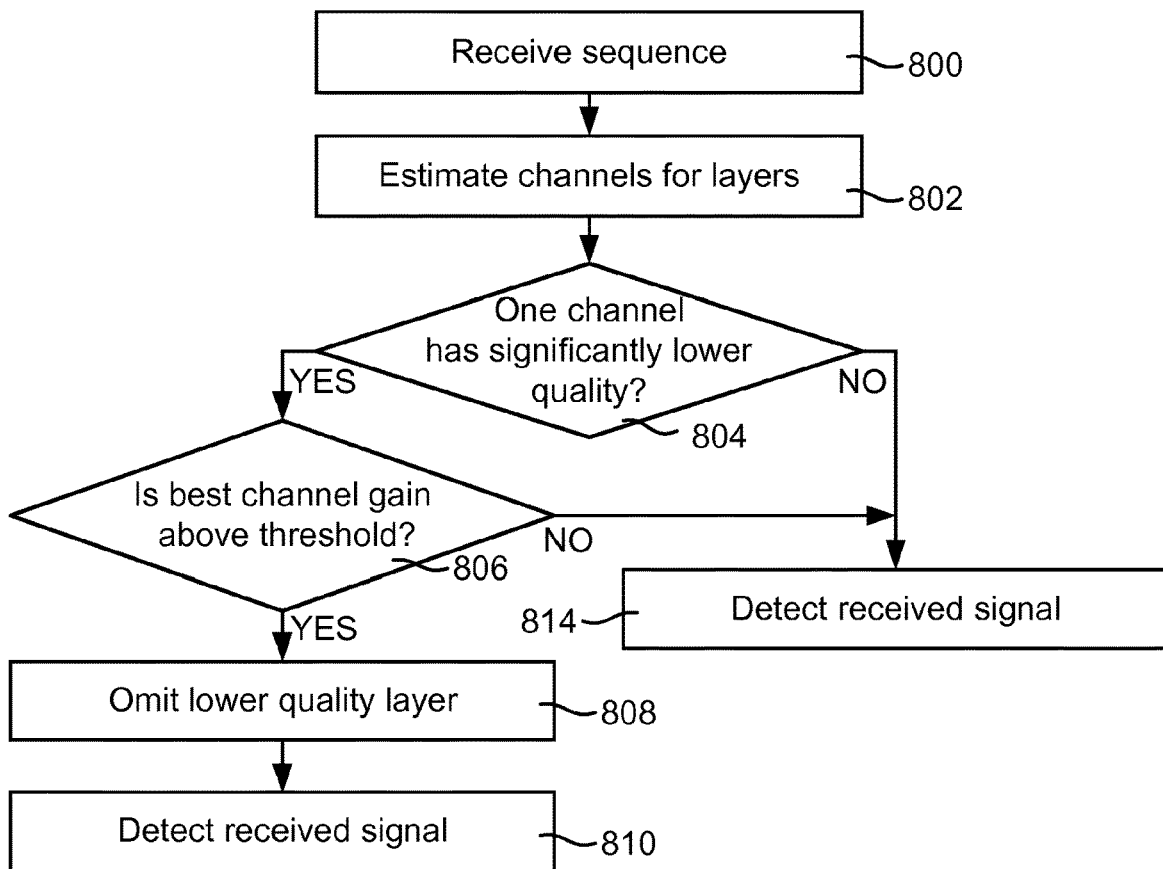 Receive sequence
800
Estimate channels for layers
802
One channel
has significantly lower
quality?
YES
NO
804
Is best channel gain
above threshold?
NO
806
YES
814
Detect received signal
Omit lower quality layer
808
Detect received signal
810